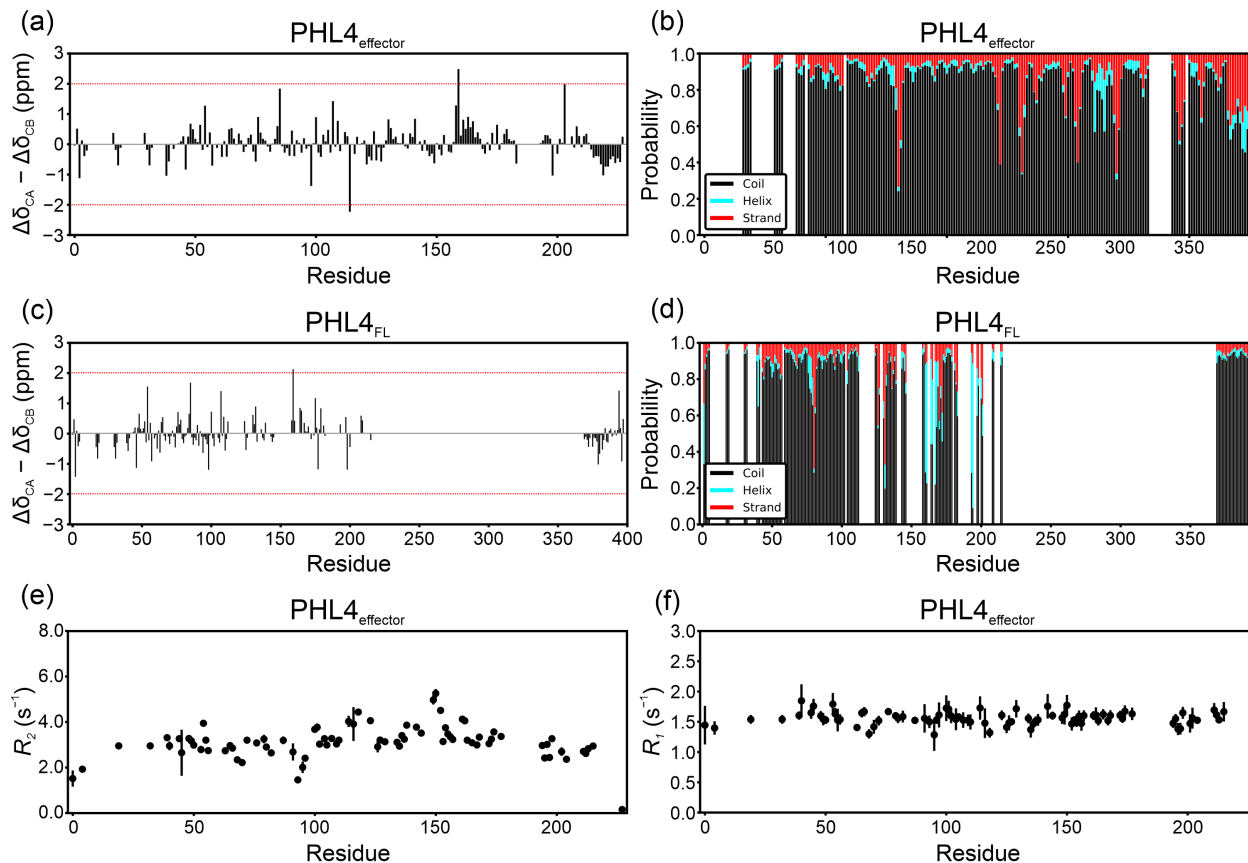 (a)
PHL4effector
ΔδCA − ΔδCB (ppm)
3
2
1
0
−1
−2
−3
0 50 100 150 200
Residue
(b)
PHL4effector
Probablility
1.0
0.8
0.6
0.4
0.2
0.0
Coil
Helix
Strand
0 50 100 150 200 250 300 350
Residue
(c)
PHL4FL
ΔδCA − ΔδCB (ppm)
3
2
1
0
−1
−2
−3
0 50 100 150 200 250 300 350 400
Residue
(d)
PHL4FL
Probablility
1.0
0.8
0.6
0.4
0.2
0.0
Coil
Helix
Strand
0 50 100 150 200 250 300 350
Residue
(e)
PHL4effector
R2 (s−1)
8.0
6.0
4.0
2.0
0.0
0 50 100 150 200
Residue
(f)
PHL4effector
R1 (s−1)
3.0
2.5
2.0
1.5
1.0
0.5
0.0
0 50 100 150 200
Residue